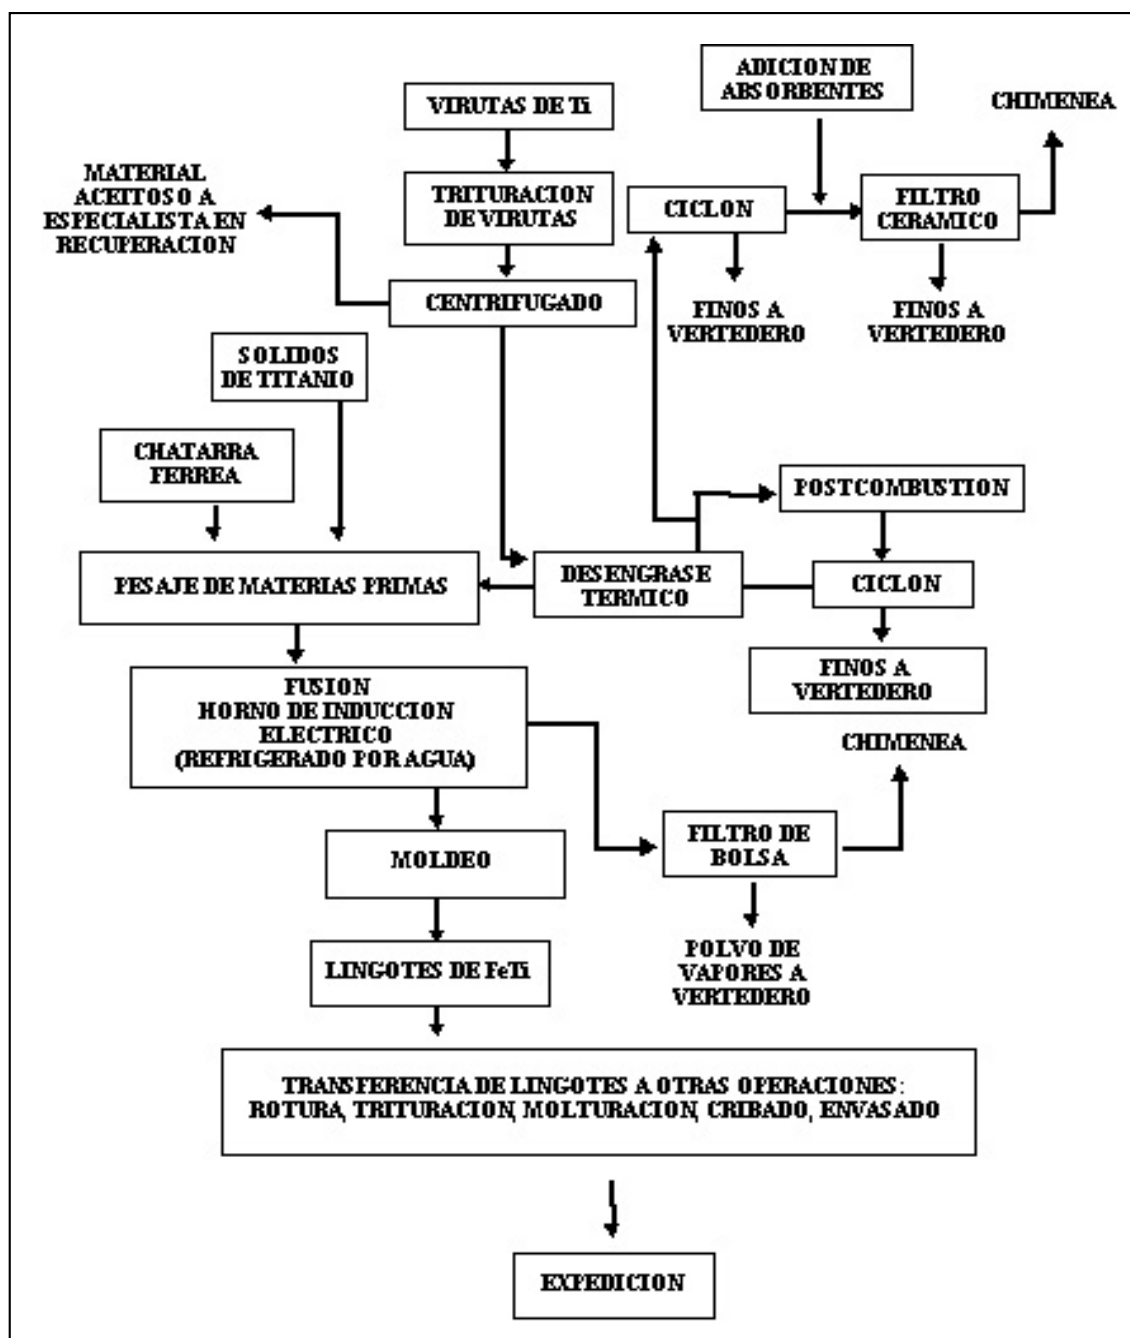 ADICION DE
ABSORBENTES
CHIMENEA
VIRUTAS DE Ti
MATERIAL
ACEITOSO A
ESPECIALISTA EN
RECUPERACION
TRITURACION
DE VIRUTAS
CICLON
FILTRO
CERAMICO
CENTRIFUGADO
FINOS A
VERTEDERO
FINOS A
VERTEDERO
SOLIDOS
DE TITANIO
CHATARRA
FERREA
POSTCOMBUSTION
PESAJE DE MATERIAS PRIMAS
DESENGRASE
TERMICO
CICLON
FINOS A
VERTEDERO
FUSION
HORNO DE INDUCCION
ELECTRICO
(REFRIGERADO POR AGUA)
CHIMENEA
FILTRO DE
BOLSA
MOLDEO
POLVO DE
VAPORES A
VERTEDERO
LINGOTES DE FeTi
TRANSFERENCIA DE LINGOTES A OTRAS OPERACIONES:
ROTURA, TRITURACION, MOLTURACION, CRIBADO, ENVASADO
EXPEDICION